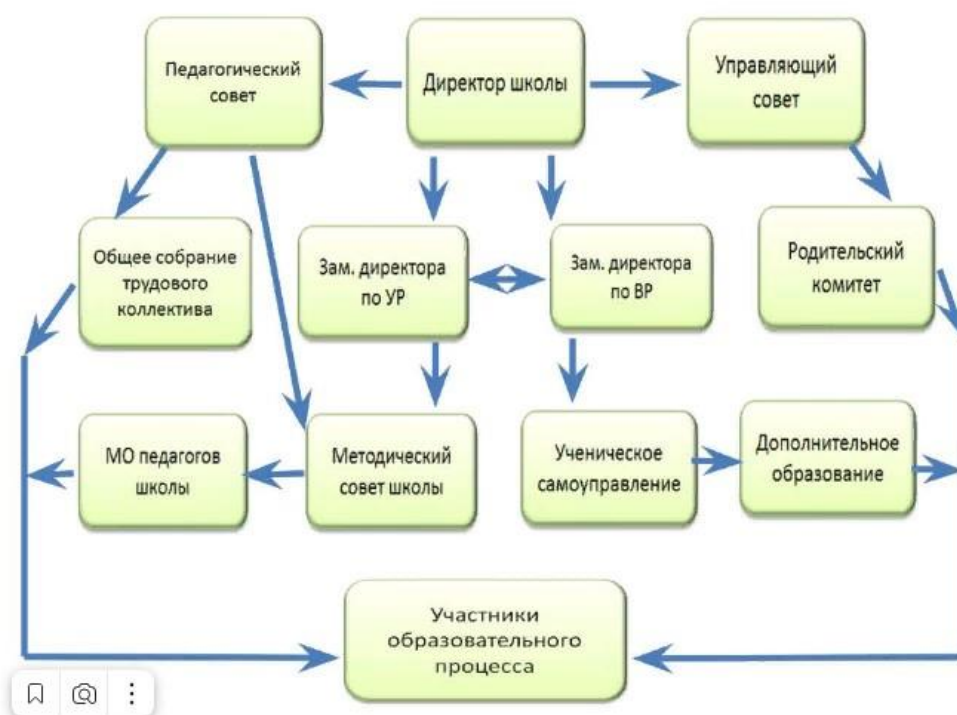 Педагогический
совет
Директор школы
Управляющий
совет
Общее собрание
трудового
коллектива
Зам. директора
по УР
Зам. директора
по ВР
Родительский
комитет
МО педагогов
школы
Методический
совет школы
Ученическое
самоуправление
Дополнительное
образование
Участники
образовательного
процесса